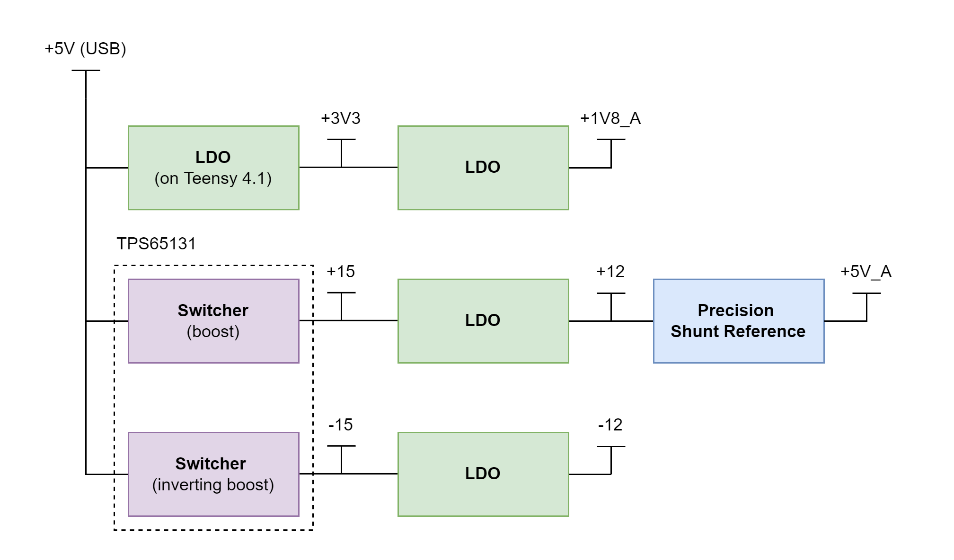 +5V (USB)
+3V3
+1V8_A
LDO
(on Teensy 4.1)
LDO
TPS65131
+15
+12
+5V_A
Switcher
(boost)
LDO
Precision
Shunt Reference
-15
-12
Switcher
(inverting boost)
LDO